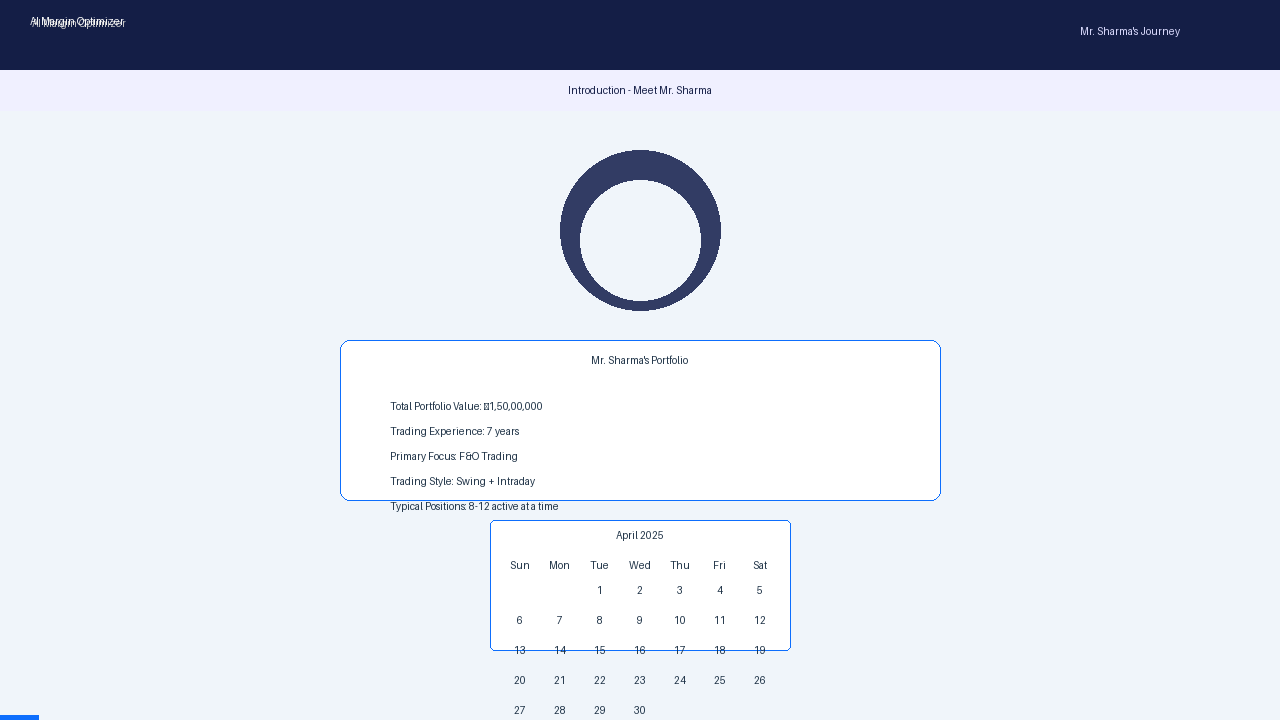 AI Margin Optimizer
Mr. Sharma's Journey
Introduction - Meet Mr. Sharma
Mr. Sharma's Portfolio
Total Portfolio Value: 1,50,00,000
Trading Experience: 7 years
Primary Focus: F&O Trading
Trading Style: Swing + Intraday
Typical Positions: 8-12 active at a time
April 2025
Sun Mon Tue Wed Thu Fri Sat
1 2 3 4 5
6 7 8 9 10 11 12
13 14 15 16 17 18 19
20 21 22 23 24 25 26
27 28 29 30